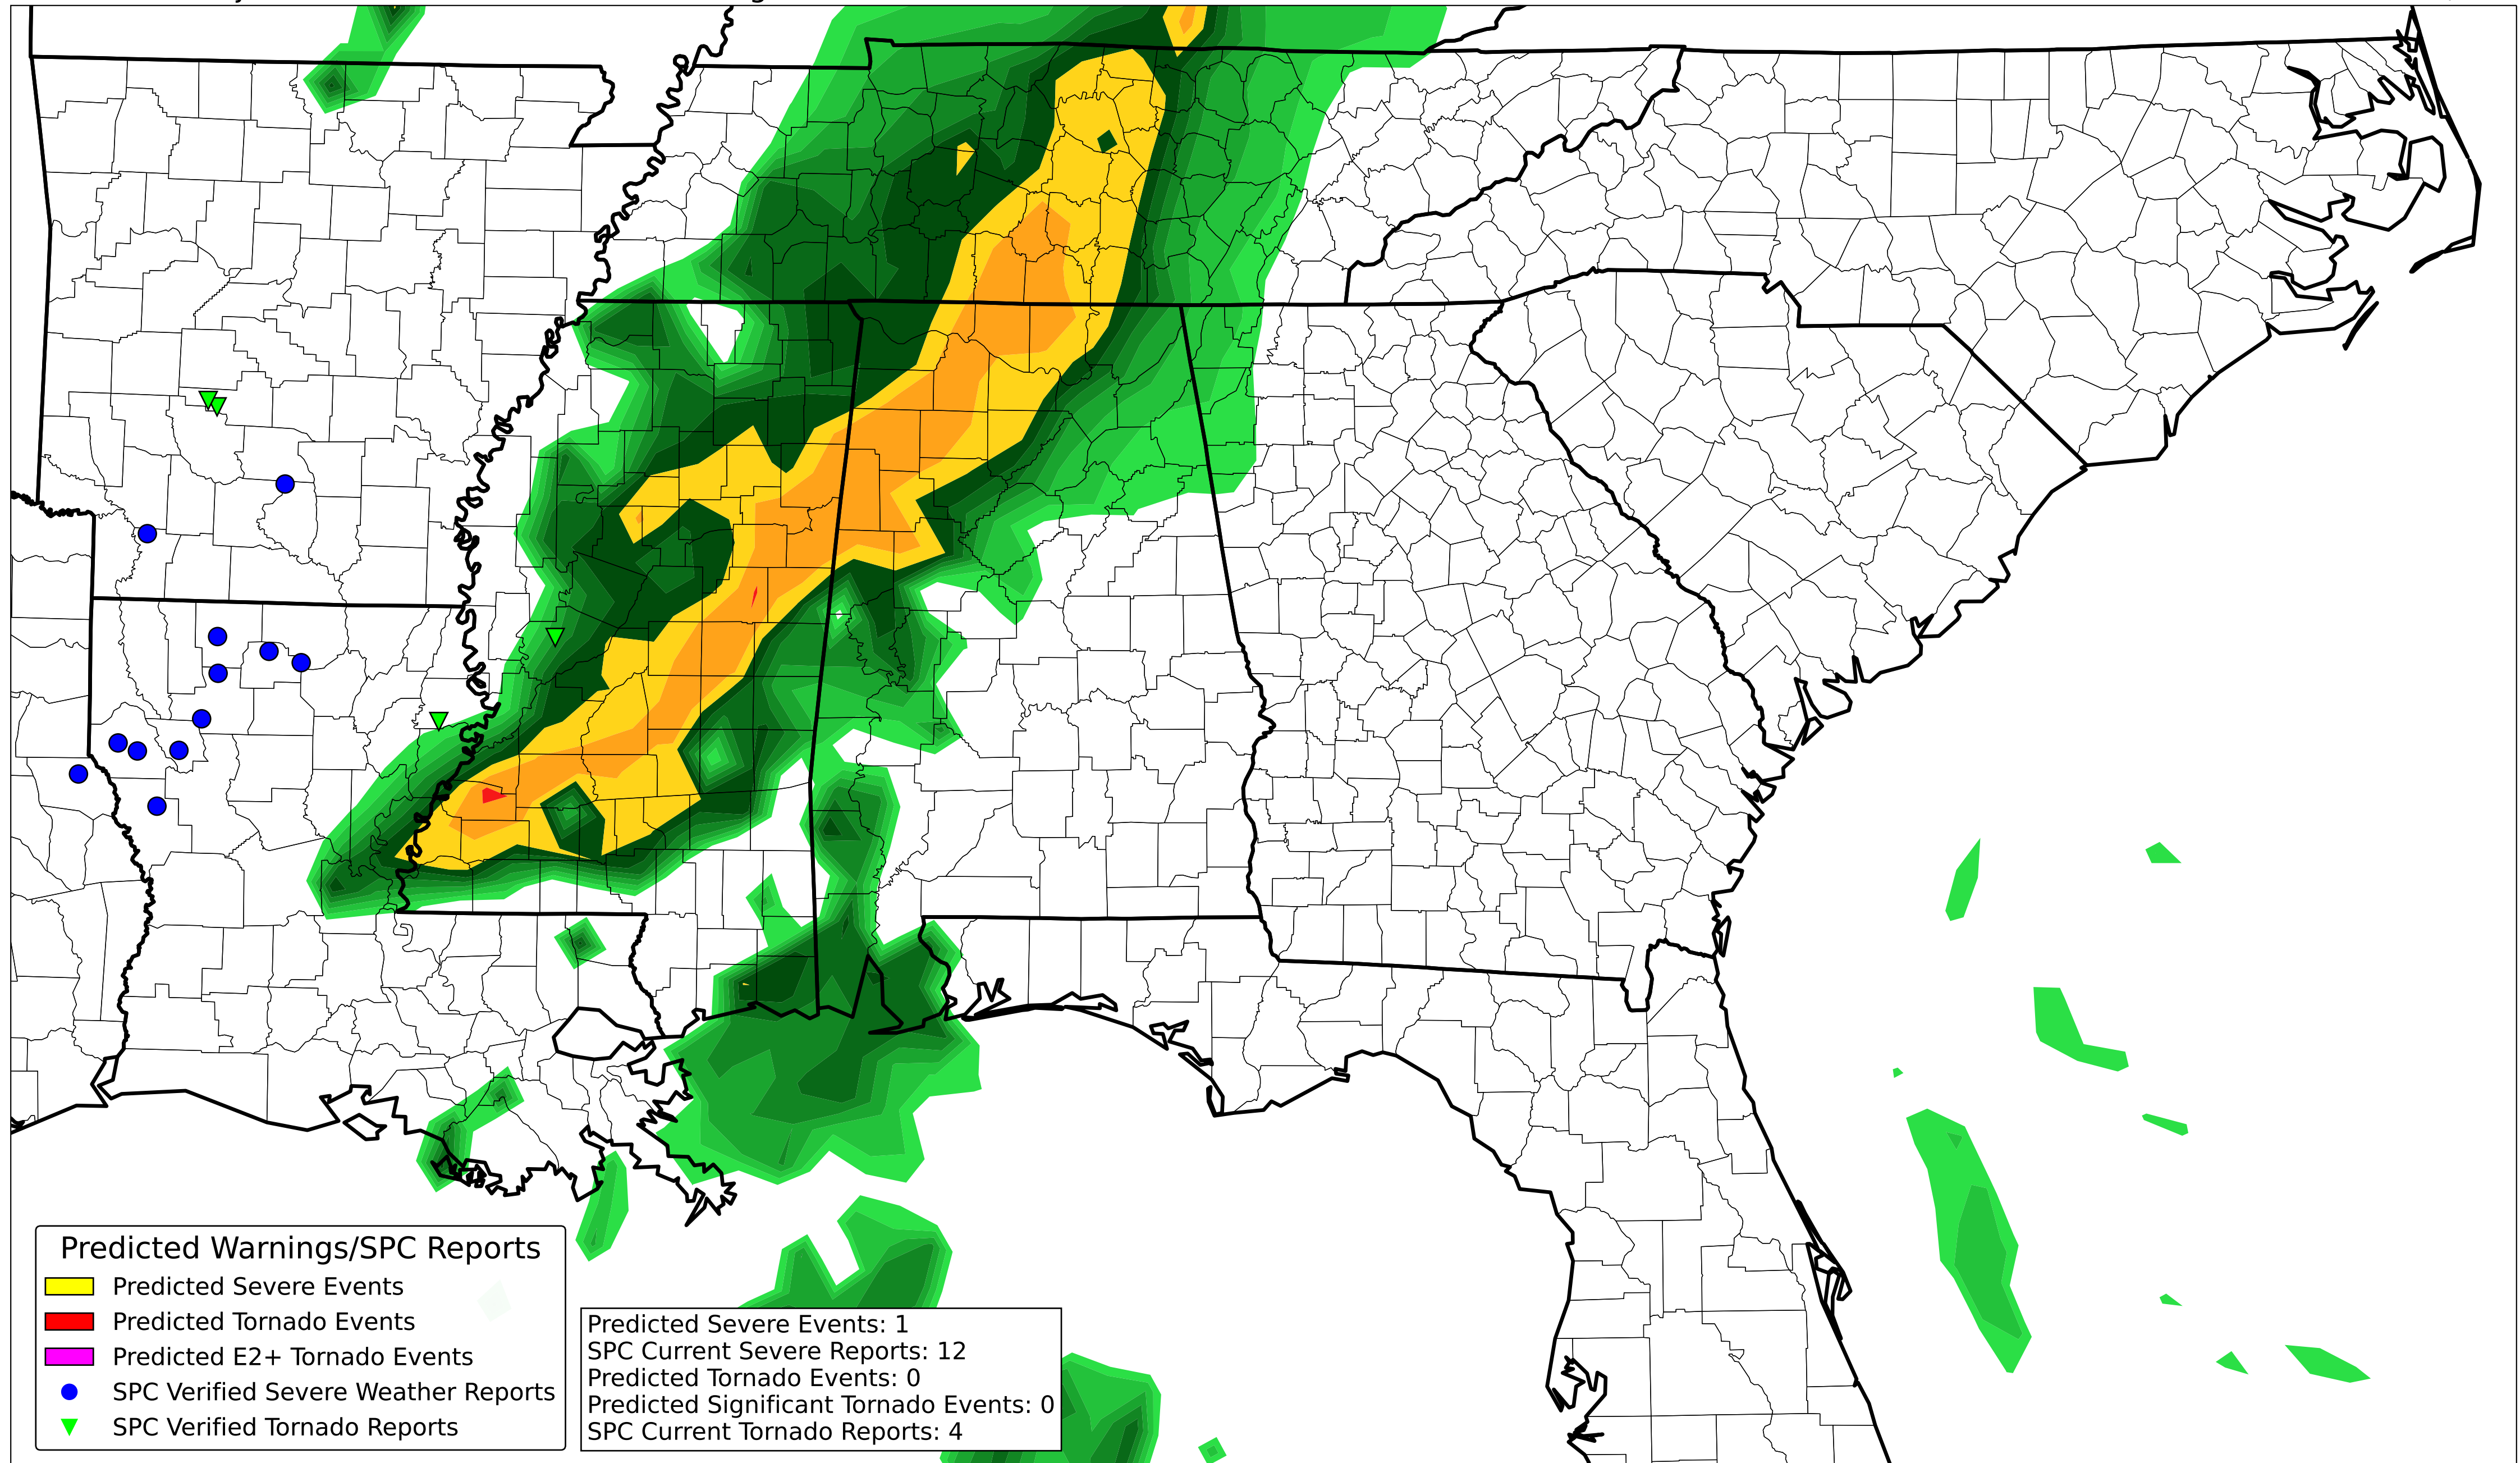 Predicted Warnings/SPC Reports
Predicted Severe Events
Predicted Tornado Events
Predicted E2+ Tornado Events
SPC Verified Severe Weather Reports
SPC Verified Tornado Reports
Predicted Severe Events: 1
SPC Current Severe Reports: 12
Predicted Tornado Events: 0
Predicted Significant Tornado Events: 0
SPC Current Tornado Reports: 4